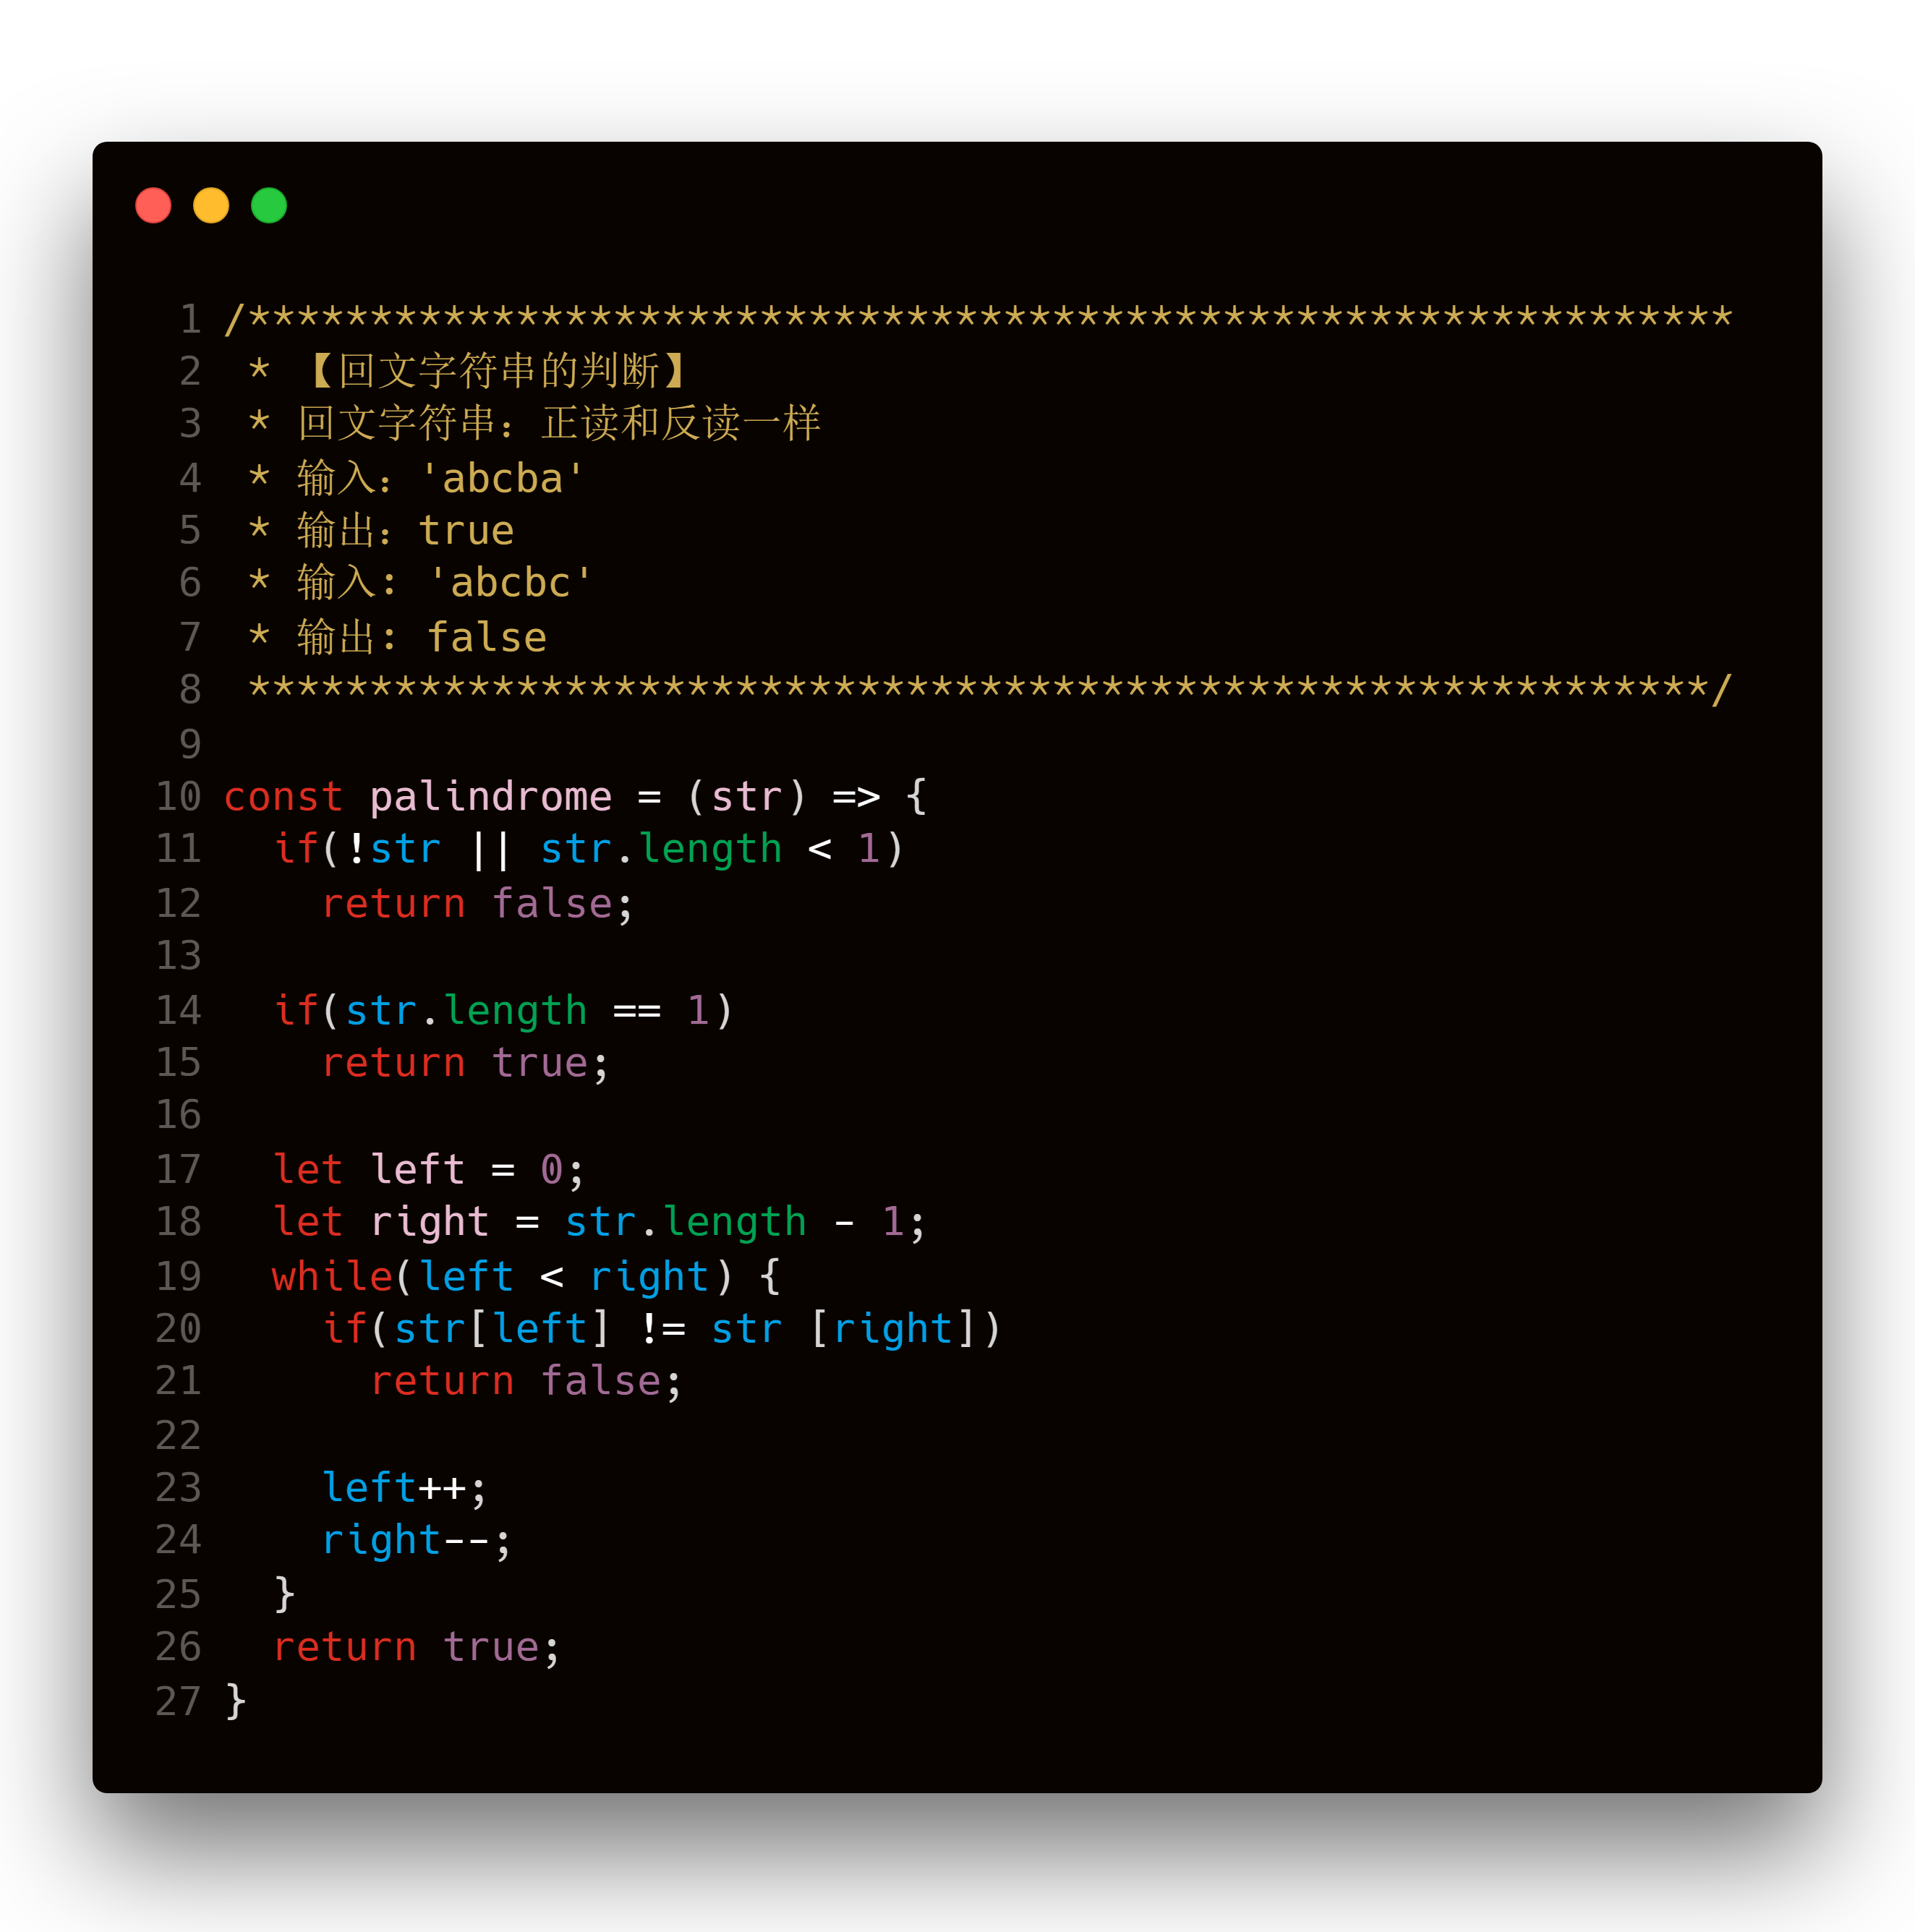 1 /*************************************************************
2  * 【回文字符串的判断】
3  * 回文字符串：正读和反读一样
4  * 输入：'abcba'
5  * 输出：true
6  * 输入: 'abcbc'
7  * 输出: false
8  ************************************************************/
9
10 const palindrome = (str) => {
11   if(!str || str.length < 1)
12     return false;
13
14   if(str.length == 1)
15     return true;
16
17   let left = 0;
18   let right = str.length - 1;
19   while(left < right) {
20     if(str[left] != str [right])
21       return false;
22
23     left++;
24     right--;
25   }
26   return true;
27 }